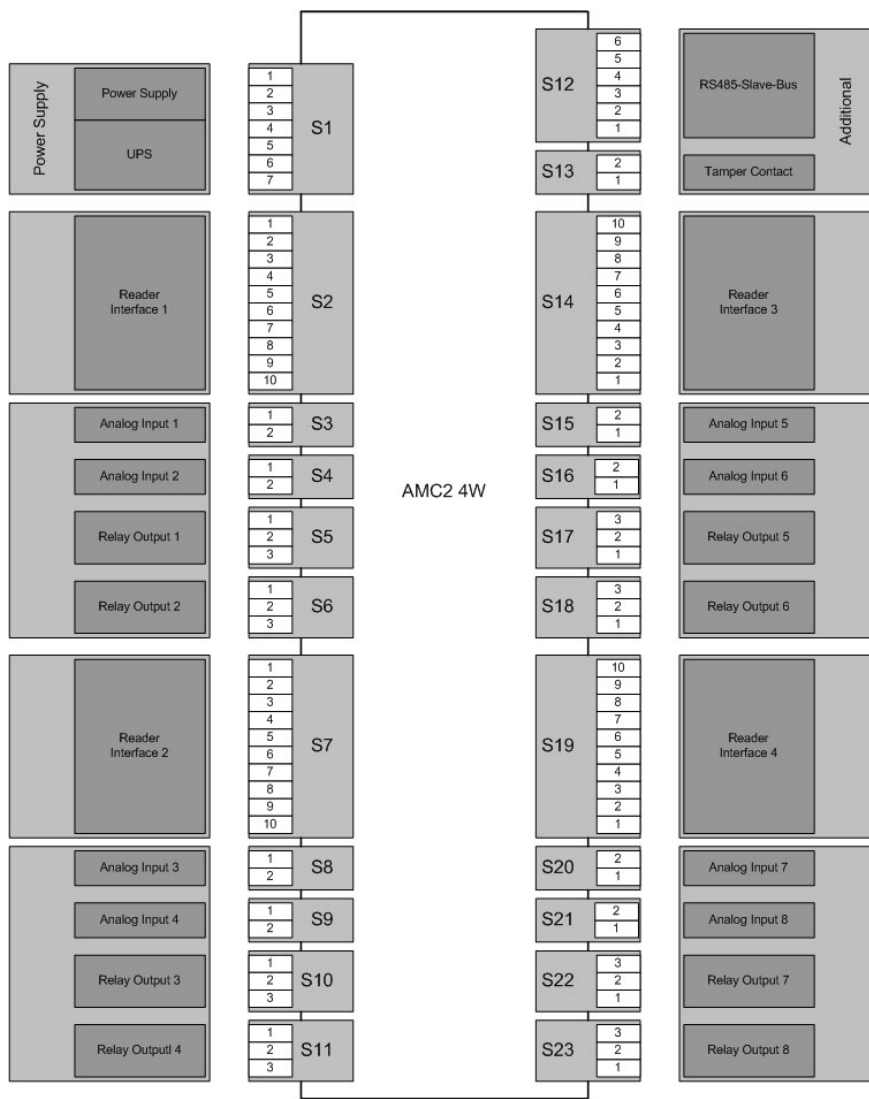 Power Supply
Power Supply
UPS
1
2
3
4
5
6
7
S1
Reader
Interface 1
1
2
3
4
5
6
7
8
9
10
S2
Analog Input 1
1
2
S3
Analog Input 2
1
2
S4
Relay Output 1
1
2
3
S5
Relay Output 2
1
2
3
S6
Reader
Interface 2
1
2
3
4
5
6
7
8
9
10
S7
Analog Input 3
1
2
S8
Analog Input 4
1
2
S9
Relay Output 3
1
2
3
S10
Relay Outputl 4
1
2
3
S11
AMC2 4W
S12
6
5
4
3
2
1
RS485-Slave-Bus
Additional
S13
2
1
Tamper Contact
S14
10
9
8
7
6
5
4
3
2
1
Reader
Interface 3
S15
2
1
Analog Input 5
S16
2
1
Analog Input 6
S17
3
2
1
Relay Output 5
S18
3
2
1
Relay Output 6
S19
10
9
8
7
6
5
4
3
2
1
Reader
Interface 4
S20
2
1
Analog Input 7
S21
2
1
Analog Input 8
S22
3
2
1
Relay Output 7
S23
3
2
1
Relay Output 8